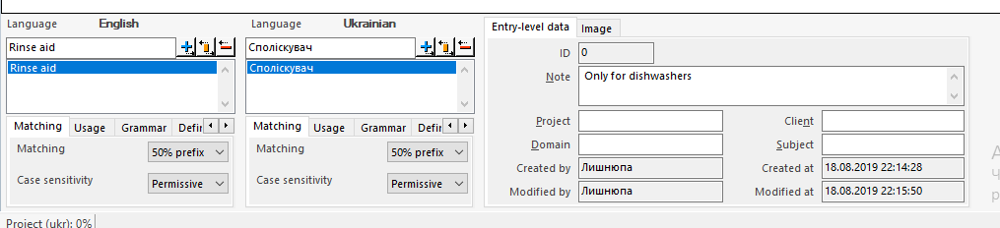 Language English
Language Ukrainian
Entry-level data Image
Rinse aid
Споліскувач
Rinse aid
Споліскувач
ID 0
Note Only for dishwashers
Matching Usage Grammar
Matching Usage Grammar
Project
Client
Domain
Subject
Matching 50% prefix
Matching 50% prefix
Case sensitivity Permissive
Case sensitivity Permissive
Created by Лишнюпа
Created at 18.08.2019 22:14:28
Modified by Лишнюпа
Modified at 18.08.2019 22:15:50
Project (ukr): 0%